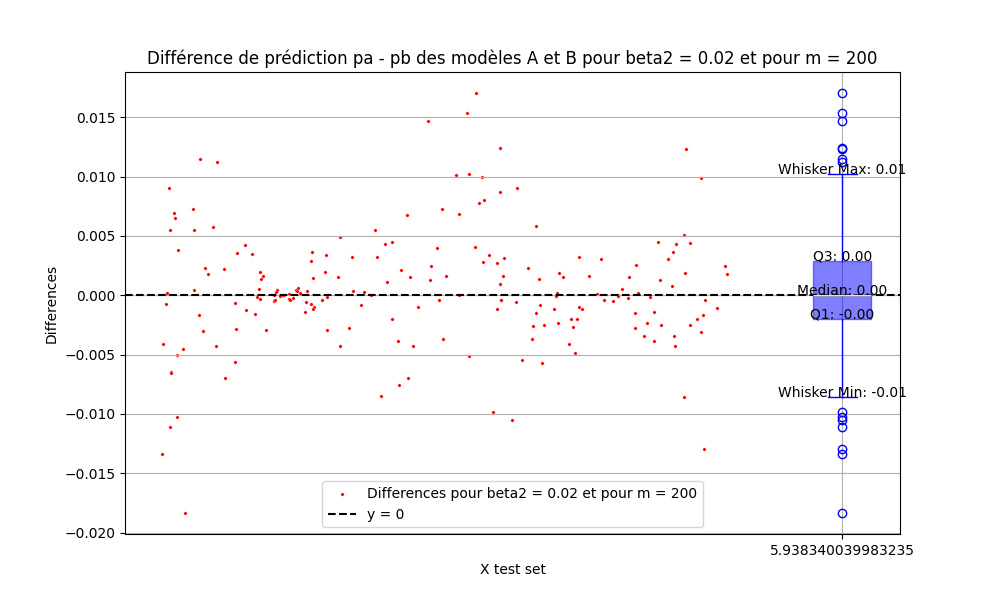 Différence de prédiction pa - pb des modèles A et B pour beta2 = 0.02 et pour m = 200
Differences
0.015
0.010
0.005
0.000
−0.005
−0.010
−0.015
−0.020
Whisker Max: 0.01
Q3: 0.00
Median: 0.00
Q1: -0.00
Whisker Min: -0.01
Differences pour beta2 = 0.02 et pour m = 200
y = 0
5.938340039983235
X test set